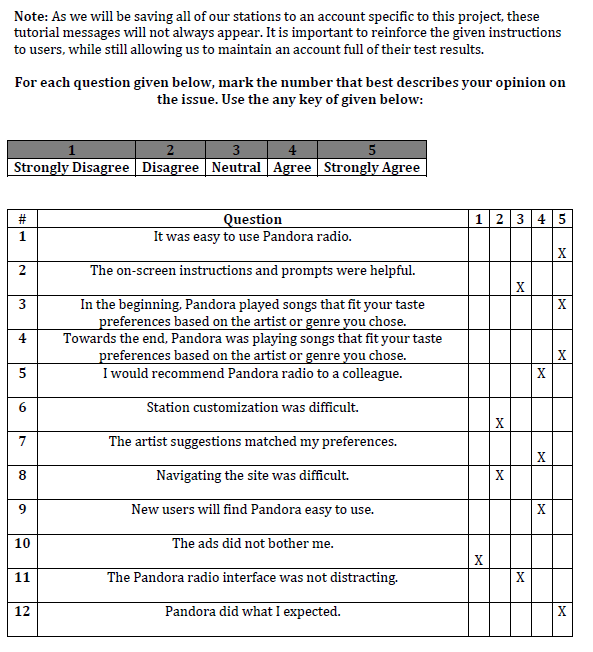 Note: As we will be saving all of our stations to an account specific to this project, these
tutorial messages will not always appear. It is important to reinforce the given instructions
to users, while still allowing us to maintain an account full of their test results.
For each question given below, mark the number that best describes your opinion on
the issue. Use the any key of given below:
1 2 3 4 5
Strongly Disagree Disagree Neutral Agree Strongly Agree
# Question 1 2 3 4 5
1 It was easy to use Pandora radio.
X
2 The on-screen instructions and prompts were helpful.
X
3 In the beginning, Pandora played songs that fit your taste X
preferences based on the artist or genre you chose.
4 Towards the end, Pandora was playing songs that fit your taste
preferences based on the artist or genre you chose. X
5 I would recommend Pandora radio to a colleague. X
6 Station customization was difficult.
X
7 The artist suggestions matched my preferences.
X
8 Navigating the site was difficult. X
9 New users will find Pandora easy to use. X
10 The ads did not bother me.
X
11 The Pandora radio interface was not distracting. X
12 Pandora did what I expected. X